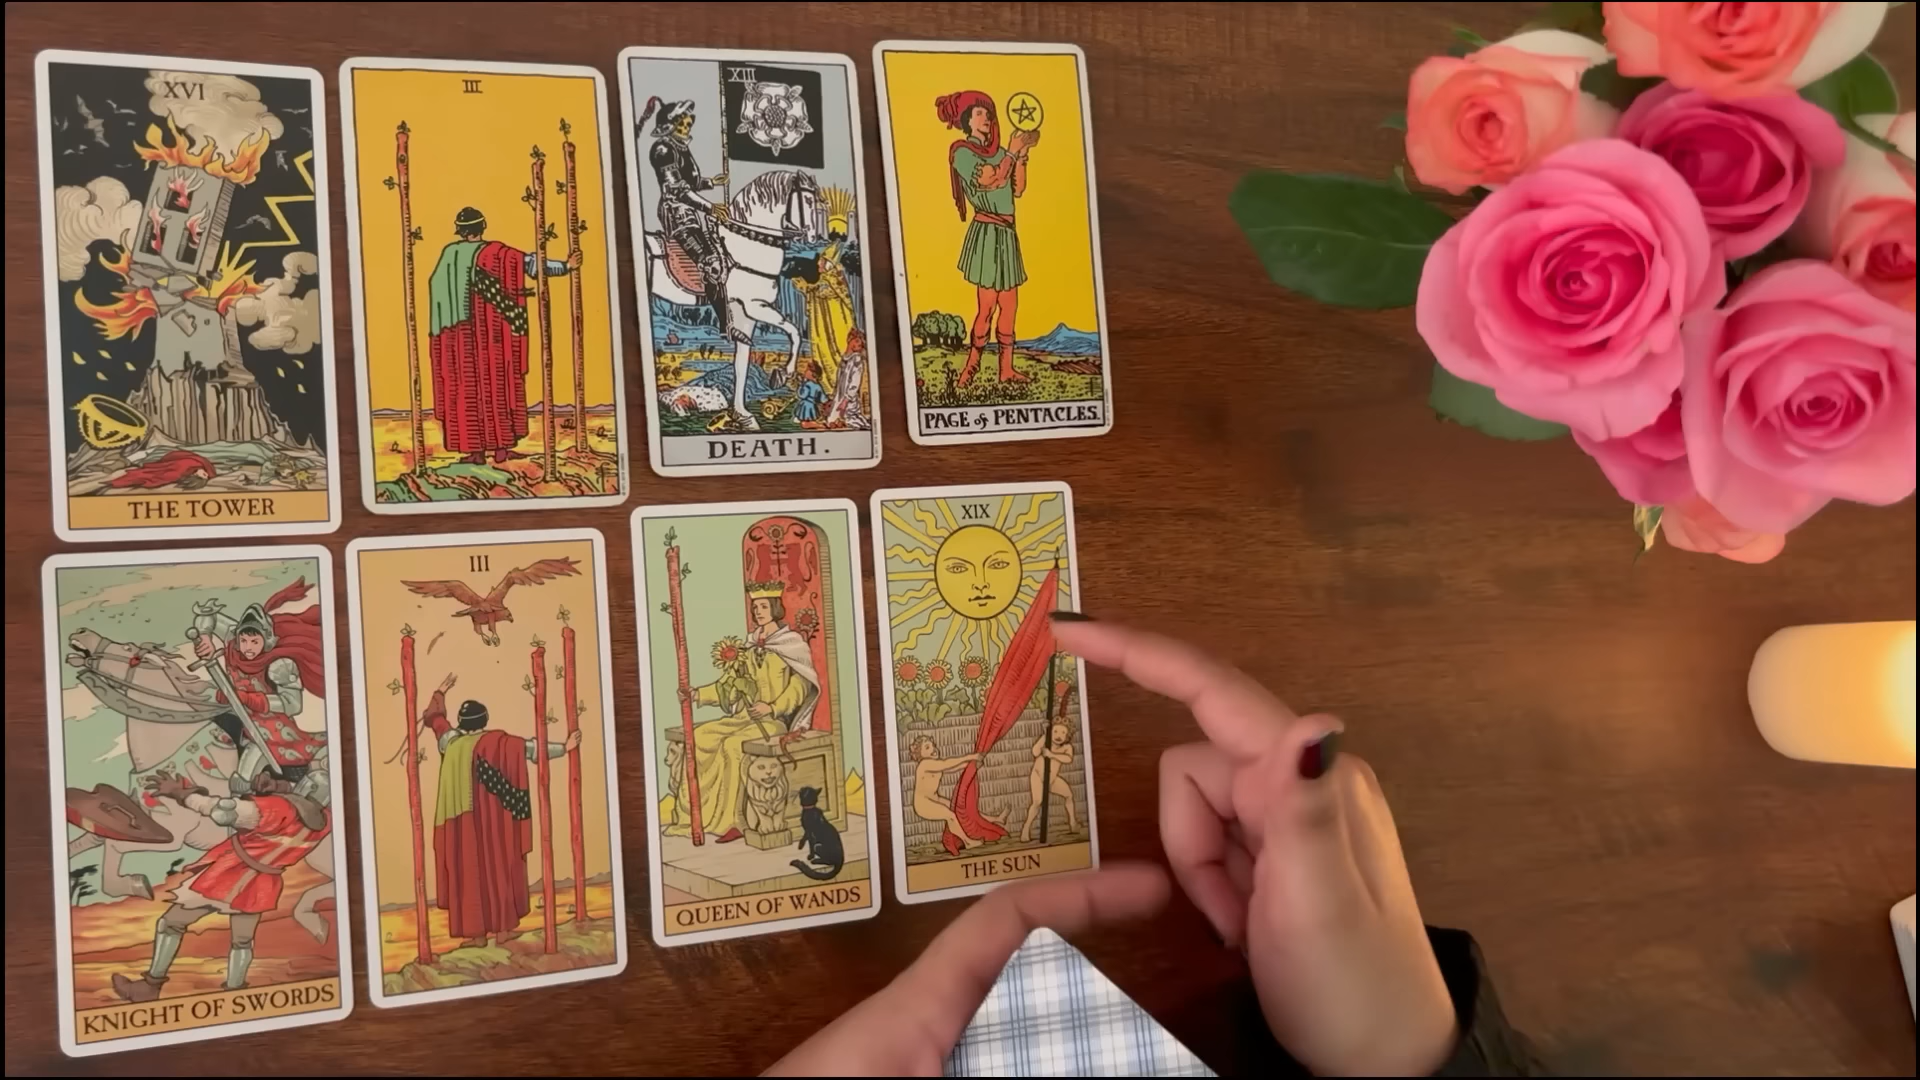 XVI
THE TOWER
III
XIII
DEATH.
PAGE of PENTACLES.
KNIGHT OF SWORDS
III
QUEEN OF WANDS
XIX
THE SUN